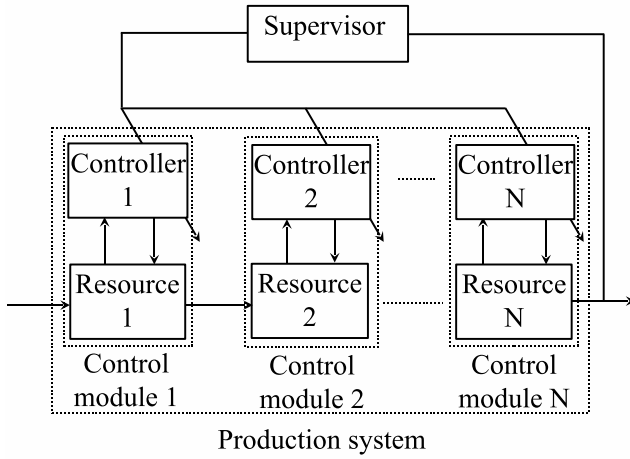 Supervisor
Controller
1
Controller
2
Controller
N
Resource
1
Resource
2
Resource
N
Control
module 1
Control
module 2
Control
module N
Production system